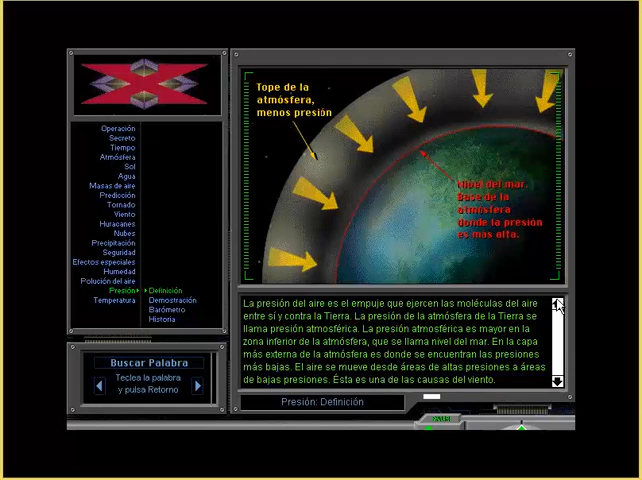 Tope de la
atmósfera,
menos presión
Nivel del mar.
Base de la
atmósfera
donde la presión
es más alta.
Operación
Secreto
Tiempo
Atmósfera
Sol
Agua
Masas de aire
Predicción
Tornado
Viento
Huracanes
Nubes
Precipitación
Seguridad
Efectos especiales
Humedad
Polución del aire
Presión
Temperatura
Definición
Demostración
Barómetro
Historia
La presión del aire es el empuje que ejercen las moléculas del aire
entre sí y contra la Tierra. La presión de la atmósfera de la Tierra se
llama presión atmosférica. La presión atmosférica es mayor en la
zona inferior de la atmósfera, que se llama nivel del mar. En la capa
más externa de la atmósfera es donde se encuentran las presiones
más bajas. El aire se mueve desde áreas de altas presiones a áreas
de bajas presiones. Ésta es una de las causas del viento.
Buscar Palabra
Teclea la palabra
y pulsa Retorno
Presión: Definición